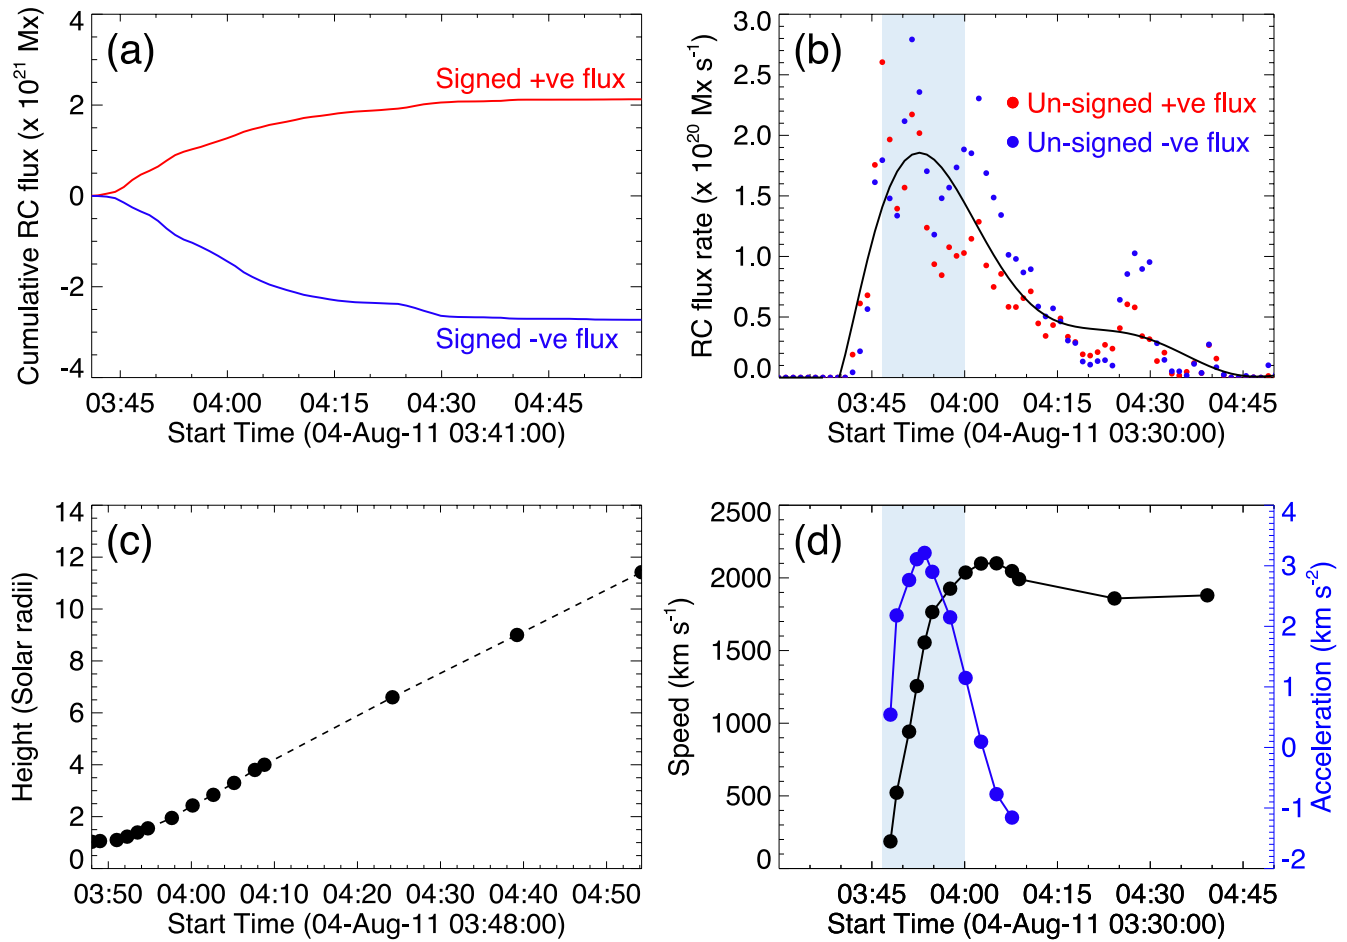 (a)
Signed +ve flux
Signed -ve flux
Cumulative RC flux (x 10²¹ Mx)
4
2
0
-2
-4
03:45 04:00 04:15 04:30 04:45
Start Time (04-Aug-11 03:41:00)
(b)
Un-signed +ve flux
Un-signed -ve flux
RC flux rate (x 10²⁰ Mx s⁻¹)
3.0
2.5
2.0
1.5
1.0
0.5
0.0
03:45 04:00 04:15 04:30 04:45
Start Time (04-Aug-11 03:30:00)
(c)
Height (Solar radii)
14
12
10
8
6
4
2
0
03:50 04:00 04:10 04:20 04:30 04:40 04:50
Start Time (04-Aug-11 03:48:00)
(d)
Speed (km s⁻¹)
2500
2000
1500
1000
500
0
Acceleration (km s⁻²)
4
3
2
1
0
-1
-2
03:45 04:00 04:15 04:30 04:45
Start Time (04-Aug-11 03:30:00)